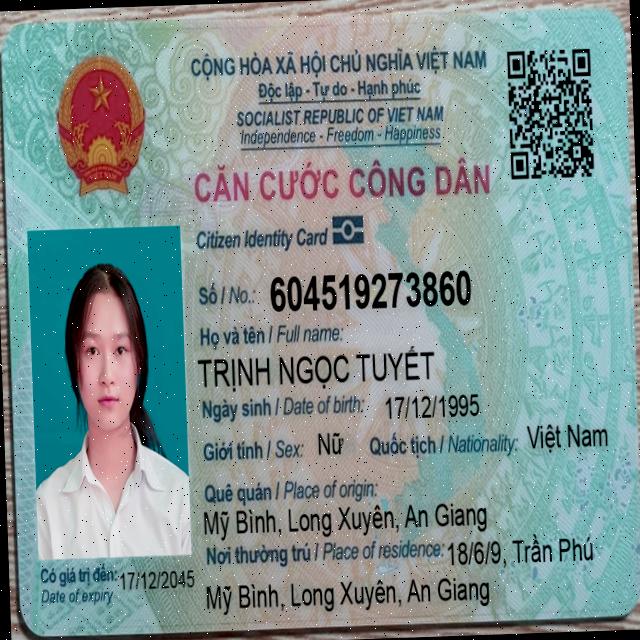 CỘNG HÒA XÃ HỘI CHỦ NGHĨA VIỆT NAM
Độc lập - Tự do - Hạnh phúc
SOCIALIST REPUBLIC OF VIET NAM
Independence - Freedom - Happiness
CĂN CƯỚC CÔNG DÂN
Citizen Identity Card
Số / No.: 604519273860
Họ và tên / Full name:
TRỊNH NGỌC TUYẾT
Ngày sinh / Date of birth: 17/12/1995
Giới tính / Sex: Nữ Quốc tịch / Nationality: Việt Nam
Quê quán / Place of origin:
Mỹ Bình, Long Xuyên, An Giang
Nơi thường trú / Place of residence: 18/6/9, Trần Phú
Mỹ Bình, Long Xuyên, An Giang
Có giá trị đến: 17/12/2045
Date of expiry